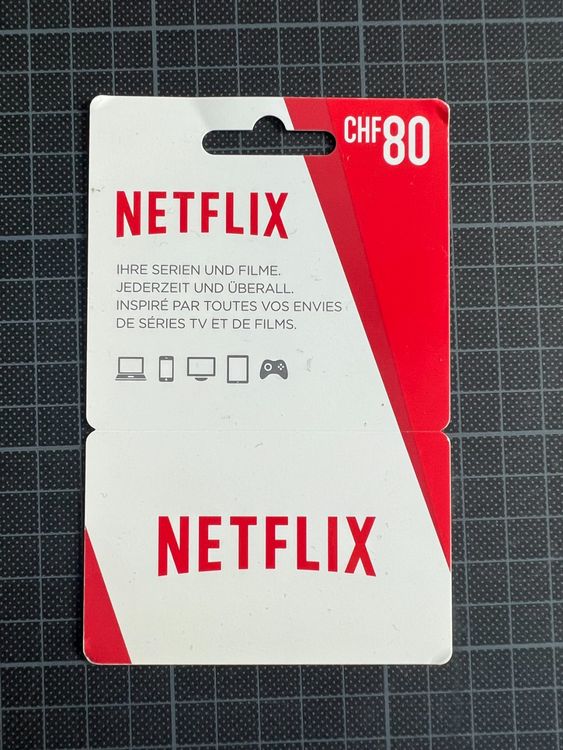 CHF80
NETFLIX
IHRE SERIEN UND FILME.
JEDERZEIT UND ÜBERALL.
INSPIRÉ PAR TOUTES VOS ENVIES
DE SÉRIES TV ET DE FILMS.
NETFLIX